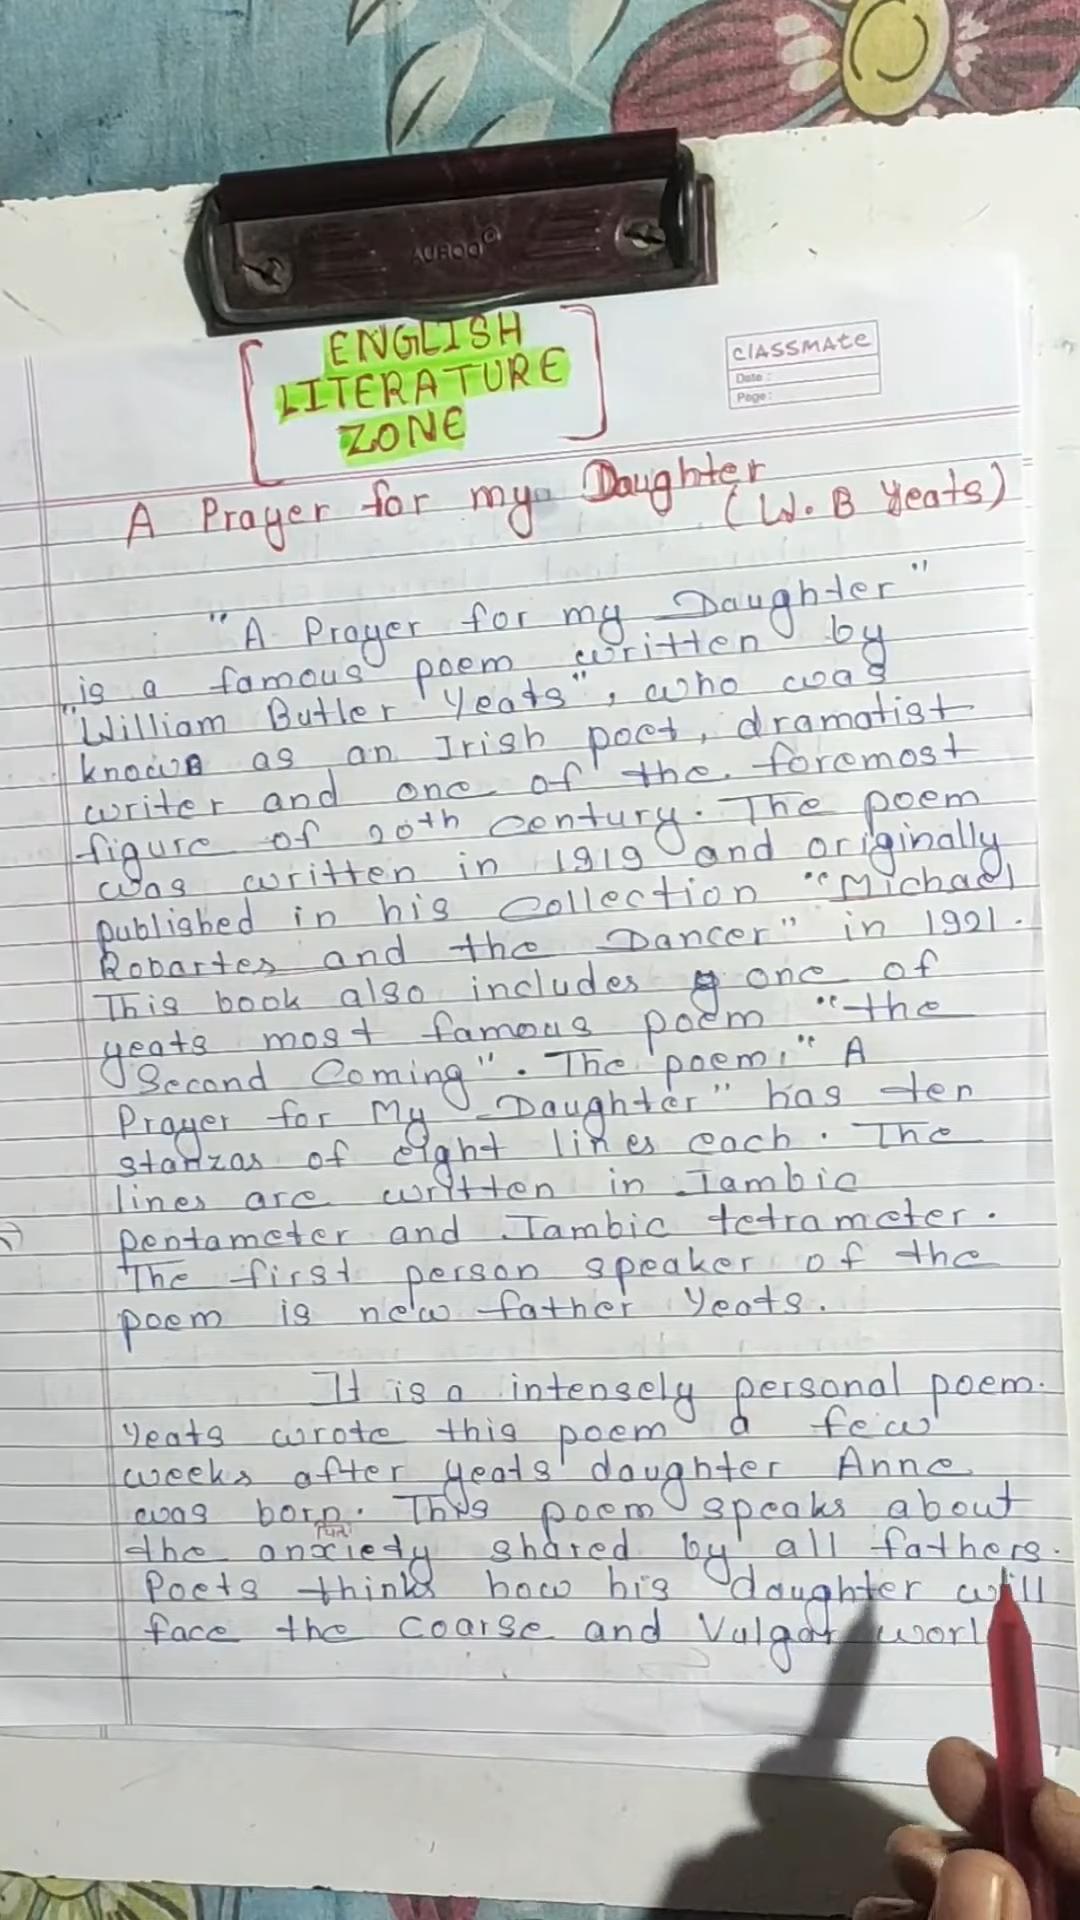 AUROO
ENGLISH
LITERATURE
ZONE
CLASSMATE
Date :
Page:
A Prayer for my Daughter
(W.B Yeats)
"A Prayer for my Daughter"
is a famous poem written by
"William Butler Yeats", who was
known as an Irish poet, dramatist
writer and one of the foremost
figure of 20th century. The poem
was written in 1919 and originally
published in his collection "Michael
Robartes and the Dancer" in 1921.
This book also includes one of
yeats most famous poem "the
Second Coming". The poem, "A
Prayer for My Daughter" has ten
stanzas of eight lines each. The
lines are written in Iambic
pentameter and Iambic tetrameter.
The first person speaker of the
poem is new father Yeats.
It is a intensely personal poem.
Yeats wrote this poem a few
weeks after yeats' daughter Anne
was born. This poem speaks about
the anxiety shared by all fathers.
Poets thinks how his daughter will
face the coarse and Vulgar worl